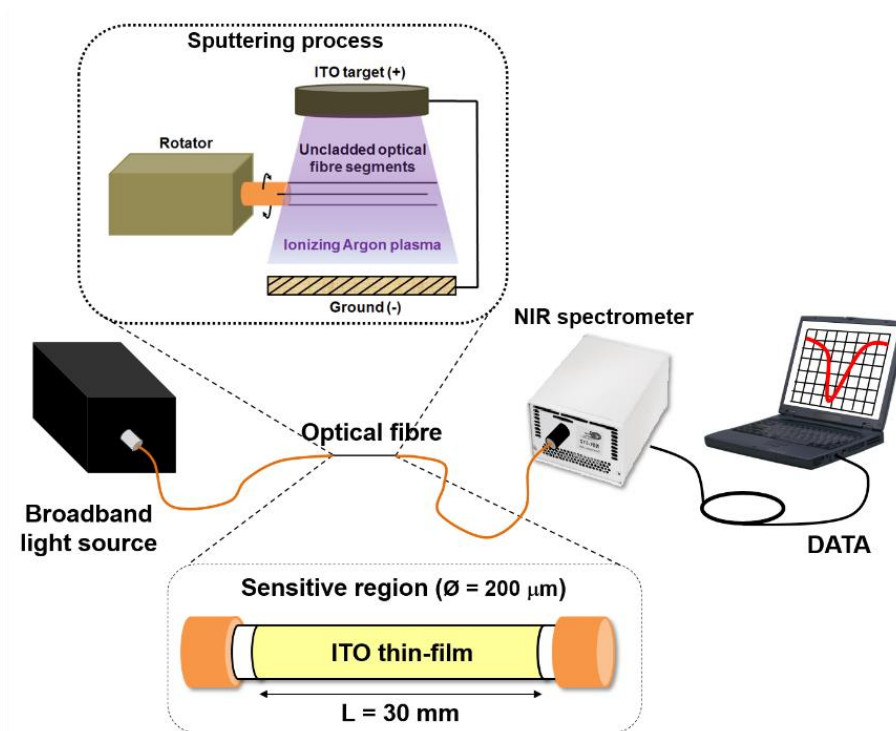 Sputtering process
ITO target (+)
Rotator
Uncladded optical
fibre segments
Ionizing Argon plasma
Ground (-)
NIR spectrometer
Optical fibre
Broadband
light source
DATA
Sensitive region (Ø = 200 μm)
ITO thin-film
L = 30 mm